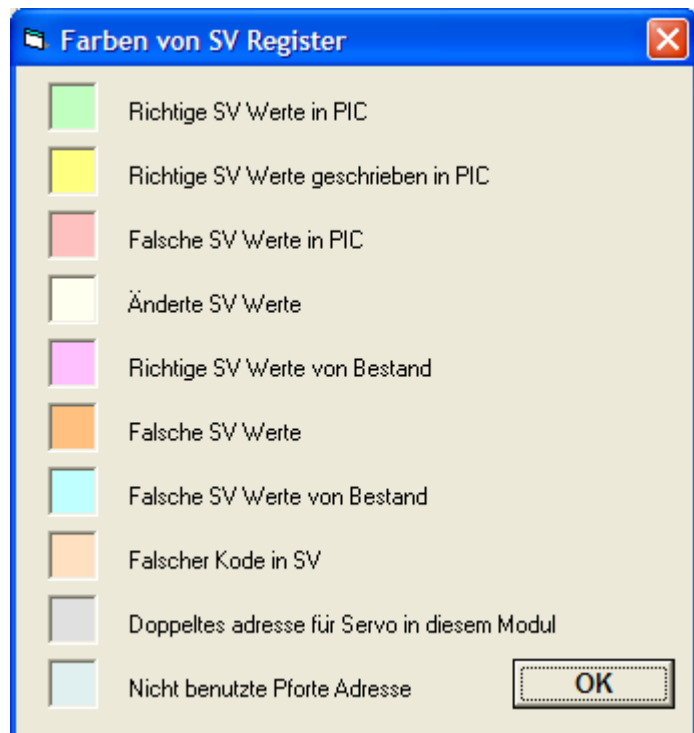 Farben von SV Register
Richtige SV Werte in PIC
Richtige SV Werte geschrieben in PIC
Falsche SV Werte in PIC
Änderte SV Werte
Richtige SV Werte von Bestand
Falsche SV Werte
Falsche SV Werte von Bestand
Falscher Kode in SV
Doppeltes adresse für Servo in diesem Modul
Nicht benutzte Pforte Adresse
OK